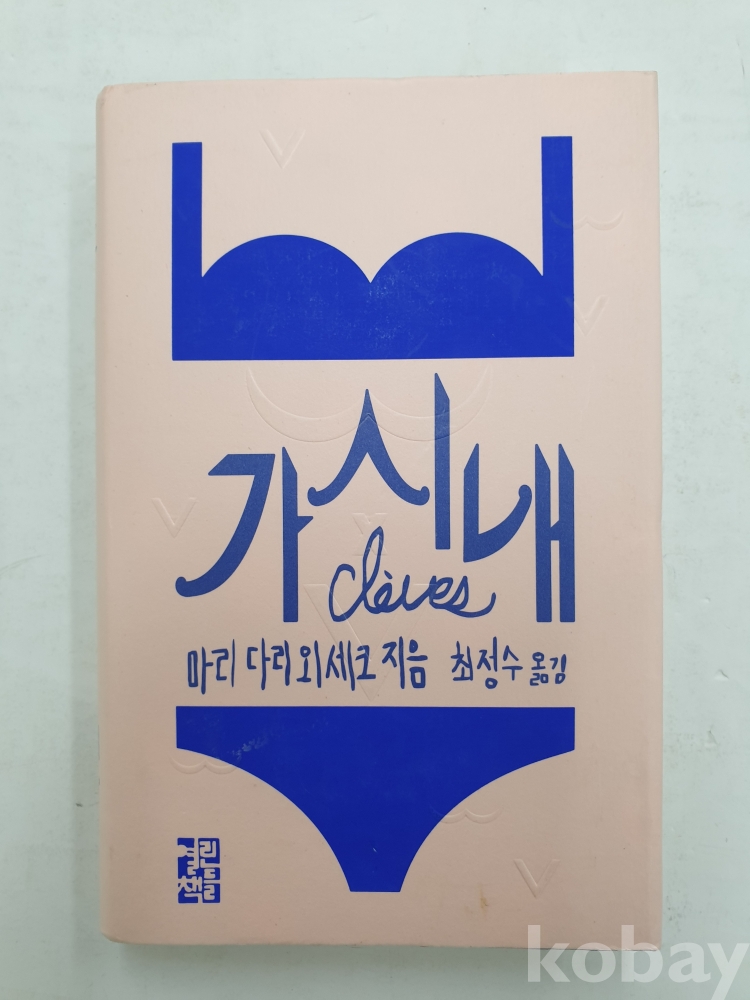 가시내
Clèves
마리 다리외세크 지음 최정수 옮김
열린
책들
kobay